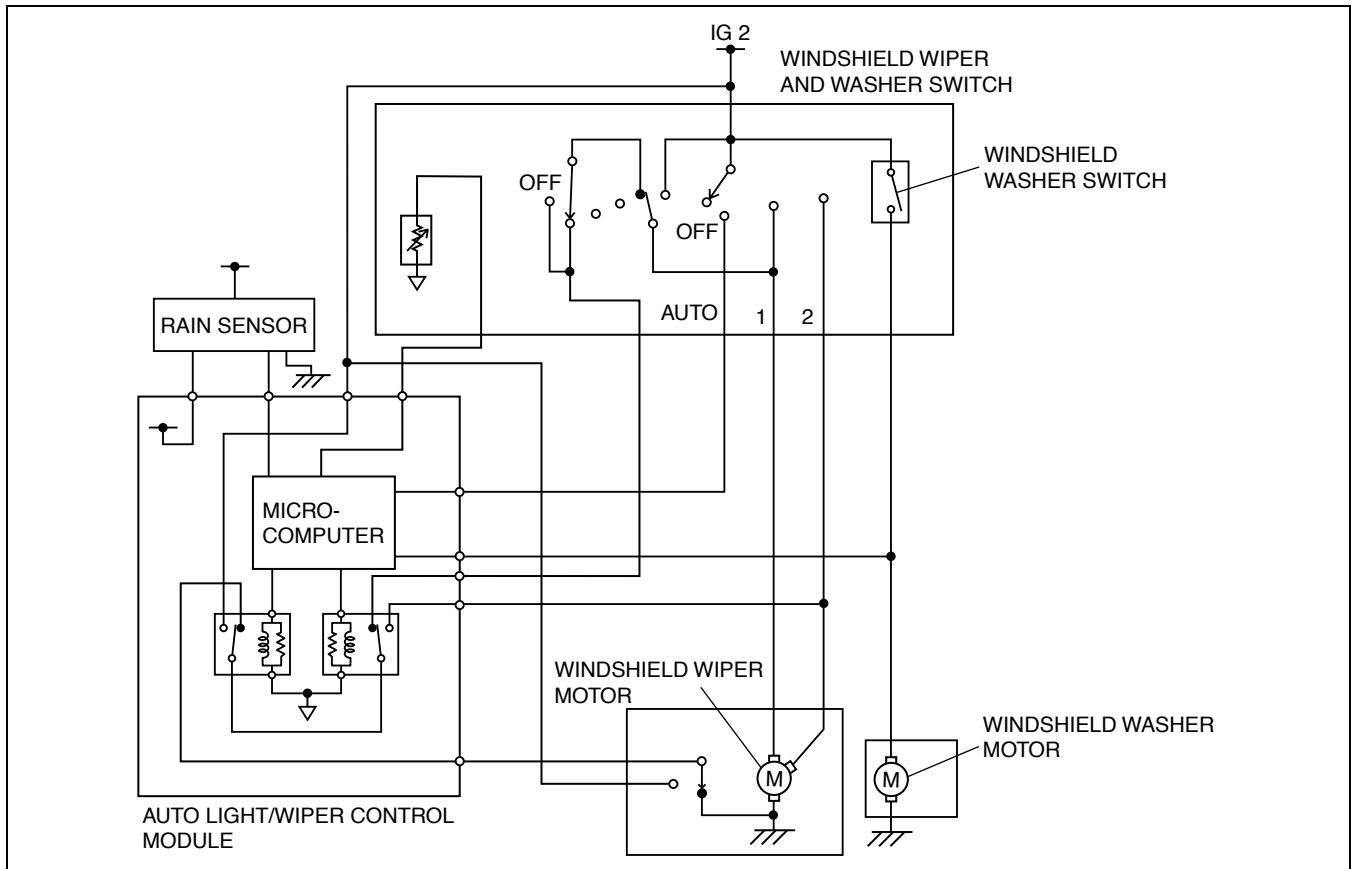 IG 2
WINDSHIELD WIPER
AND WASHER SWITCH
WINDSHIELD
WASHER SWITCH
OFF
OFF
AUTO
1
2
RAIN SENSOR
MICRO-
COMPUTER
WINDSHIELD WIPER
MOTOR
M
M
WINDSHIELD WASHER
MOTOR
AUTO LIGHT/WIPER CONTROL
MODULE